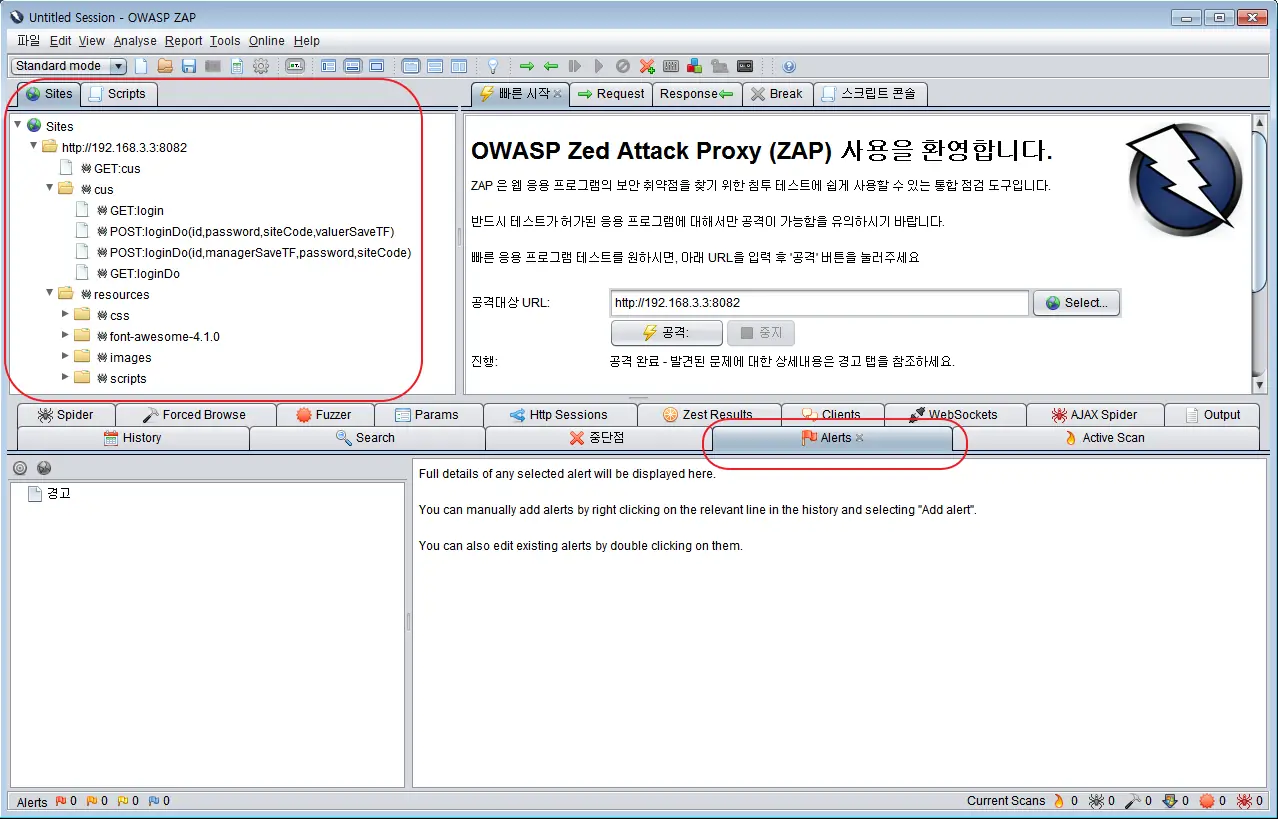 Untitled Session - OWASP ZAP
파일 Edit View Analyse Report Tools Online Help
Standard mode
Sites Scripts
Sites
http://192.168.3.3:8082
GET:cus
cus
GET:login
POST:loginDo(id,password,siteCode,valuerSaveTF)
POST:loginDo(id,managerSaveTF,password,siteCode)
GET:loginDo
resources
css
font-awesome-4.1.0
images
scripts
빠른 시작 Request Response Break 스크립트 콘솔
OWASP Zed Attack Proxy (ZAP) 사용을 환영합니다.
ZAP 은 웹 응용 프로그램의 보안 취약점을 찾기 위한 침투 테스트에 쉽게 사용할 수 있는 통합 점검 도구입니다.
반드시 테스트가 허가된 응용 프로그램에 대해서만 공격이 가능함을 유의하시기 바랍니다.
빠른 응용 프로그램 테스트를 원하시면, 아래 URL을 입력 후 '공격' 버튼을 눌러주세요
공격대상 URL: http://192.168.3.3:8082 Select...
공격: 중지
진행: 공격 완료 - 발견된 문제에 대한 상세내용은 경고 탭을 참조하세요.
Spider Forced Browse Fuzzer Params Http Sessions Zest Results Clients WebSockets AJAX Spider Output
History Search 중단점 Alerts Active Scan
경고
Full details of any selected alert will be displayed here.
You can manually add alerts by right clicking on the relevant line in the history and selecting "Add alert".
You can also edit existing alerts by double clicking on them.
Alerts 0 0 0 0 Current Scans 0 0 0 0 0 0